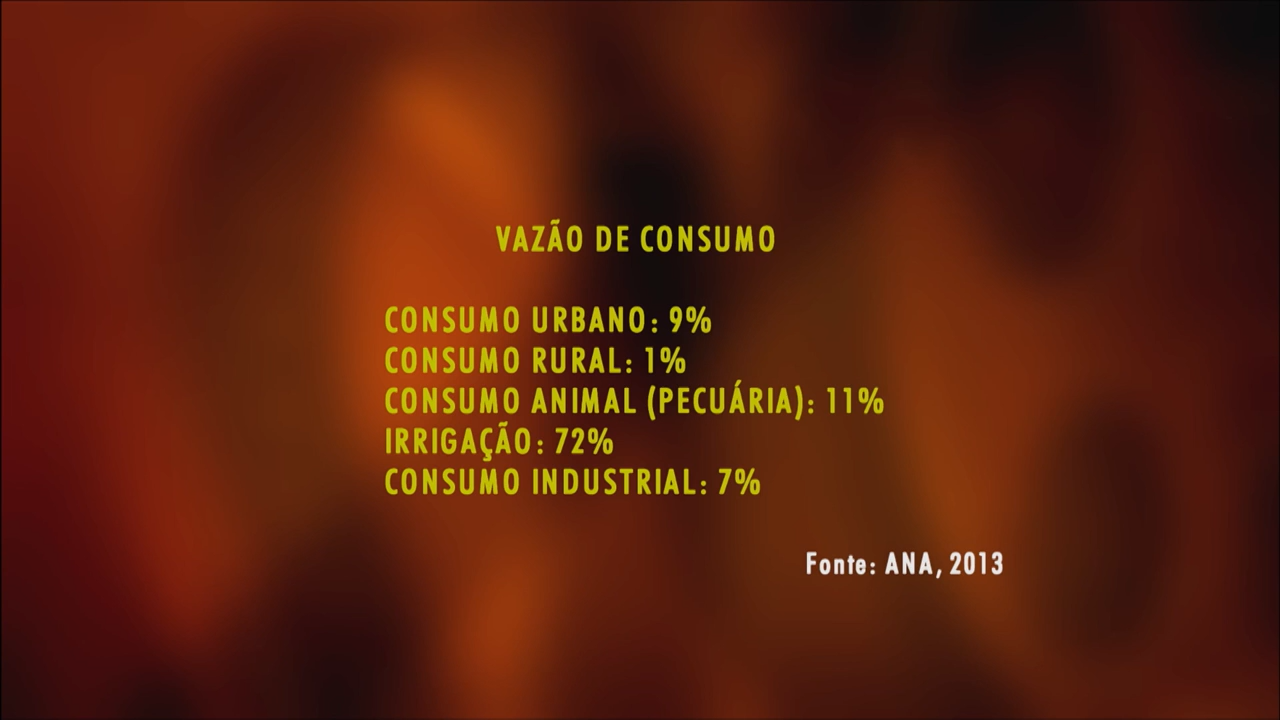 VAZÃO DE CONSUMO
CONSUMO URBANO: 9%
CONSUMO RURAL: 1%
CONSUMO ANIMAL (PECUÁRIA): 11%
IRRIGAÇÃO: 72%
CONSUMO INDUSTRIAL: 7%
Fonte: ANA, 2013